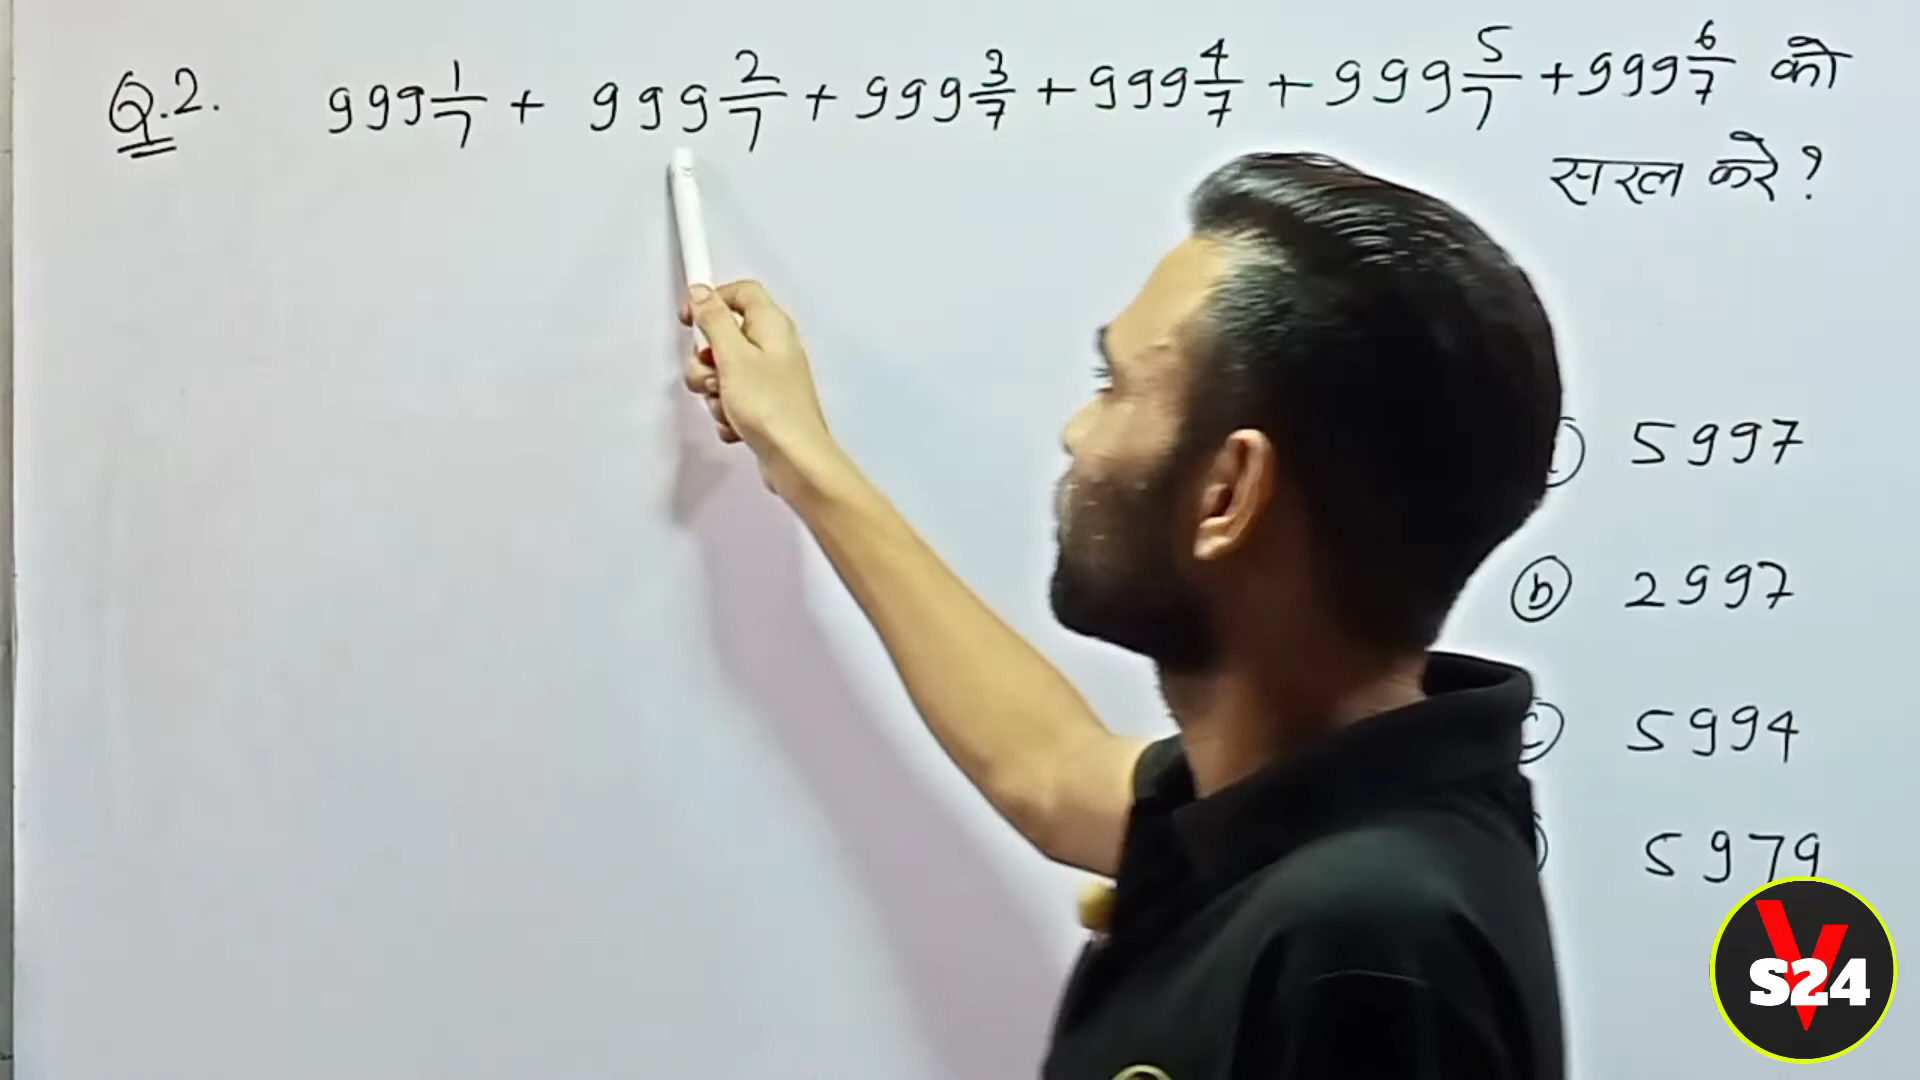 Q.2. 999 1/7 + 999 2/7 + 999 3/7 + 999 4/7 + 999 5/7 + 999 6/7 को
सरल करे ?
5997
(b) 2997
(c) 5994
5979
VS24